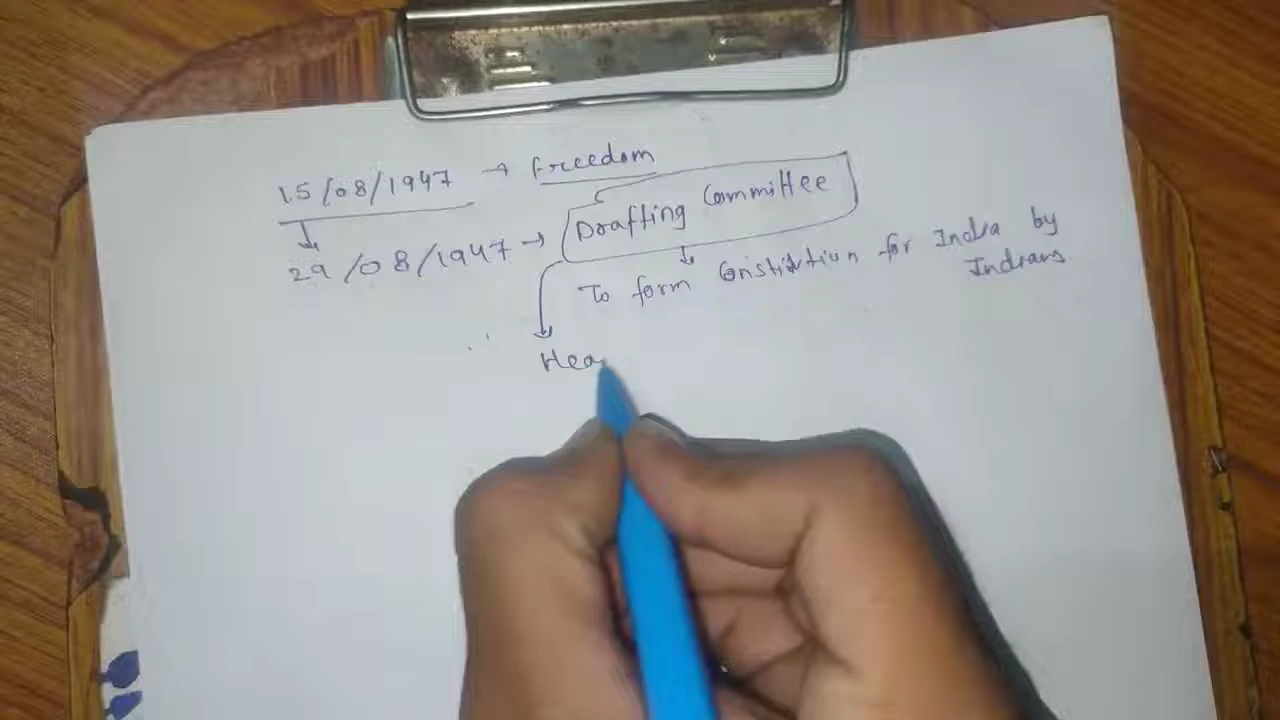 15/08/1947 → Freedom
29/08/1947 → Drafting Committee
To form Constitution for India by
Indians
Hea